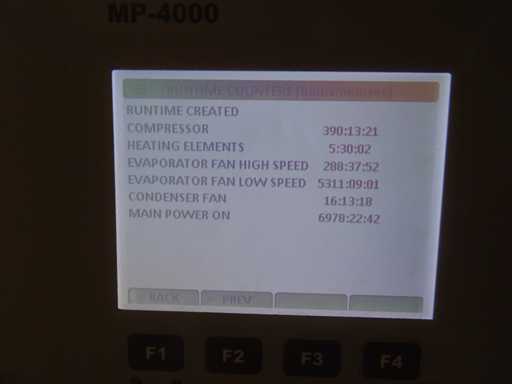 MP-4000
RUNTIME COUNTERS
RUNTIME CREATED
COMPRESSOR 390:13:21
HEATING ELEMENTS 5:30:02
EVAPORATOR FAN HIGH SPEED 288:37:52
EVAPORATOR FAN LOW SPEED 5311:09:01
CONDENSER FAN 16:13:18
MAIN POWER ON 6978:22:42
BACK PREV
F1 F2 F3 F4